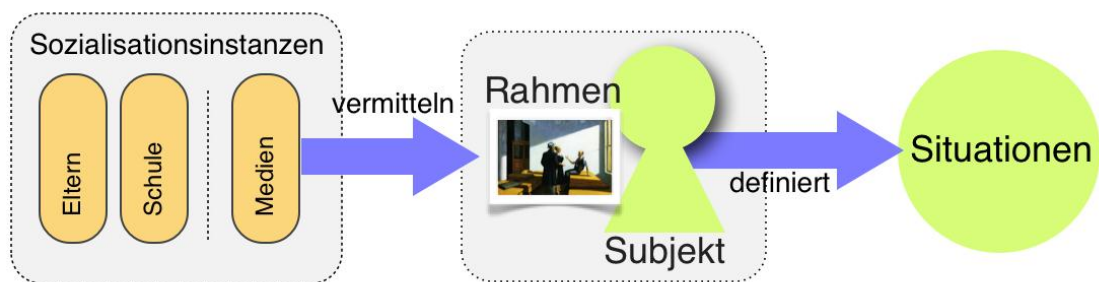 Sozialisationsinstanzen
Eltern
Schule
Medien
vermitteln
Rahmen
Subjekt
definiert
Situationen